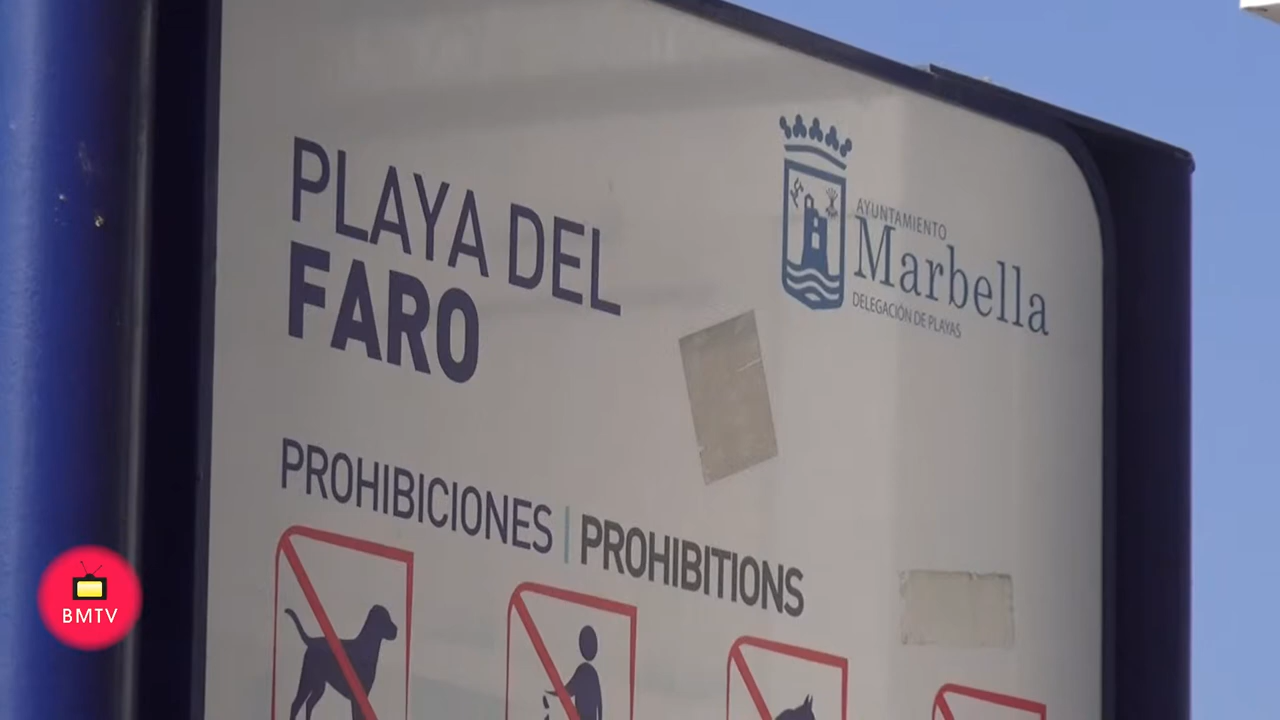 PLAYA DEL
FARO
AYUNTAMIENTO
Marbella
DELEGACIÓN DE PLAYAS
PROHIBICIONES | PROHIBITIONS
BMTV